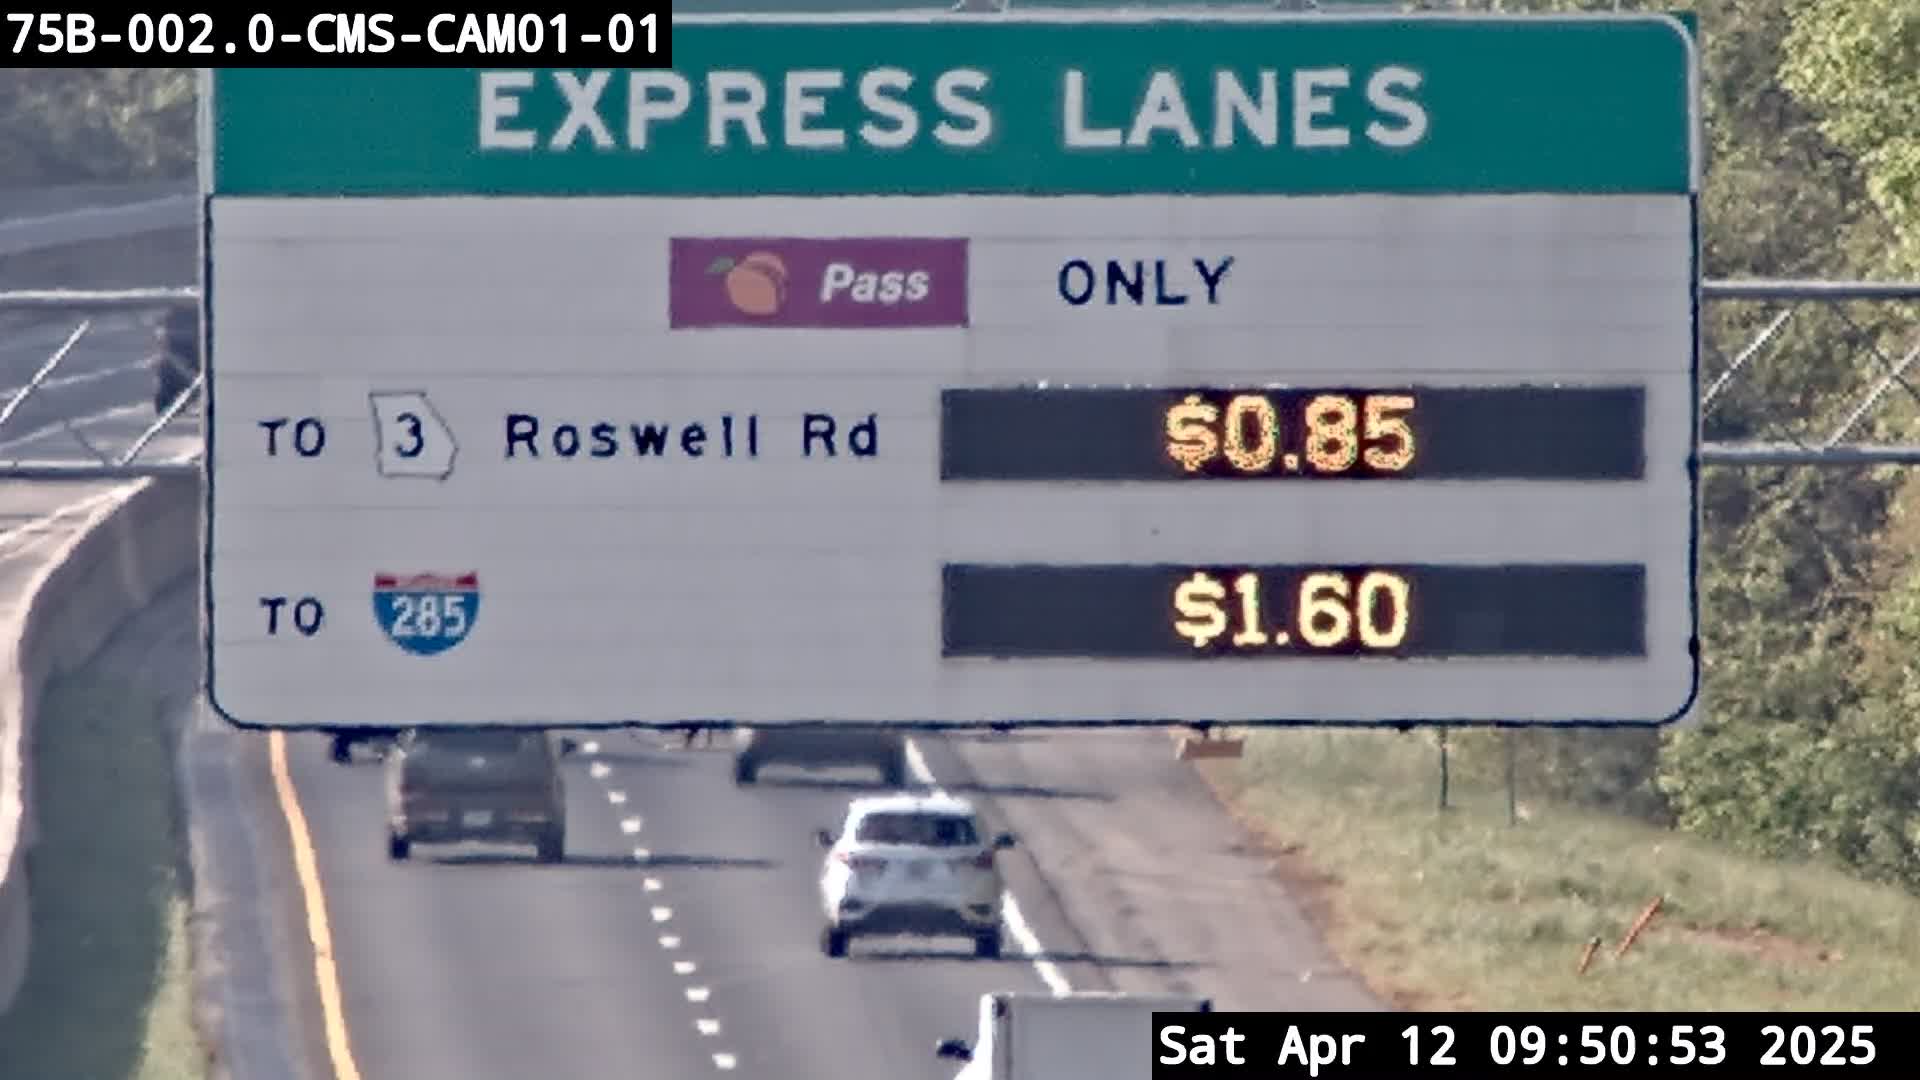 75B-002.0-CMS-CAM01-01
EXPRESS LANES
Pass ONLY
TO 3 Roswell Rd $0.85
TO 285 $1.60
Sat Apr 12 09:50:53 2025